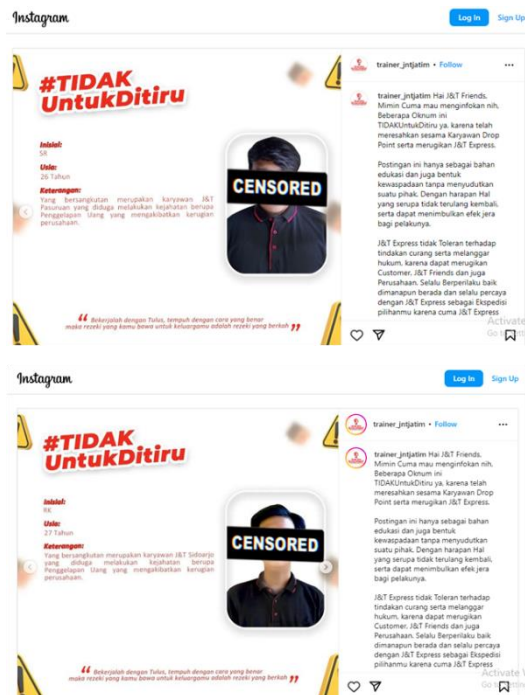 Instagram
Log In Sign Up
#TIDAK
UntukDitiru
Inisial:
SR
Usia:
26 Tahun
Keterangan:
Yang bersangkutan merupakan karyawan J&T
Pasuruan yang diduga melakukan kejahatan berupa
Penggelapan Uang yang mengakibatkan kerugian
perusahaan.
CENSORED
“ Bekerjalah dengan Tulus, tempuh dengan cara yang benar
maka rezeki yang kamu bawa untuk keluargamu adalah rezeki yang berkah ”
trainer_jntjatim • Follow
trainer_jntjatim Hai J&T Friends.
Mimin Cuma mau menginfokan nih,
Beberapa Oknum ini
TIDAKUntukDitiru ya, karena telah
meresahkan sesama Karyawan Drop
Point serta merugikan J&T Express.
Postingan ini hanya sebagai bahan
edukasi dan juga bentuk
kewaspadaan tanpa menyudutkan
suatu pihak. Dengan harapan Hal
yang serupa tidak terulang kembali,
serta dapat menimbulkan efek jera
bagi pelakunya.
J&T Express tidak Toleran terhadap
tindakan curang serta melanggar
hukum, karena dapat merugikan
Customer, J&T Friends dan juga
Perusahaan. Selalu Berperilaku baik
dimanapun berada dan selalu percaya
dengan J&T Express sebagai Ekspedisi
pilihanmu karena cuma J&T Express
Activate
Go to
Instagram
Log In Sign Up
#TIDAK
UntukDitiru
Inisial:
RK
Usia:
27 Tahun
Keterangan:
Yang bersangkutan merupakan karyawan J&T Sidoarjo
yang diduga melakukan kejahatan berupa
Penggelapan Uang yang mengakibatkan kerugian
perusahaan.
CENSORED
“ Bekerjalah dengan Tulus, tempuh dengan cara yang benar
maka rezeki yang kamu bawa untuk keluargamu adalah rezeki yang berkah ”
trainer_jntjatim • Follow
trainer_jntjatim Hai J&T Friends.
Mimin Cuma mau menginfokan nih,
Beberapa Oknum ini
TIDAKUntukDitiru ya, karena telah
meresahkan sesama Karyawan Drop
Point serta merugikan J&T Express.
Postingan ini hanya sebagai bahan
edukasi dan juga bentuk
kewaspadaan tanpa menyudutkan
suatu pihak. Dengan harapan Hal
yang serupa tidak terulang kembali,
serta dapat menimbulkan efek jera
bagi pelakunya.
J&T Express tidak Toleran terhadap
tindakan curang serta melanggar
hukum, karena dapat merugikan
Customer, J&T Friends dan juga
Perusahaan. Selalu Berperilaku baik
dimanapun berada dan selalu percaya
dengan J&T Express sebagai Ekspedisi
pilihanmu karena cuma J&T Express
Activate
Go to